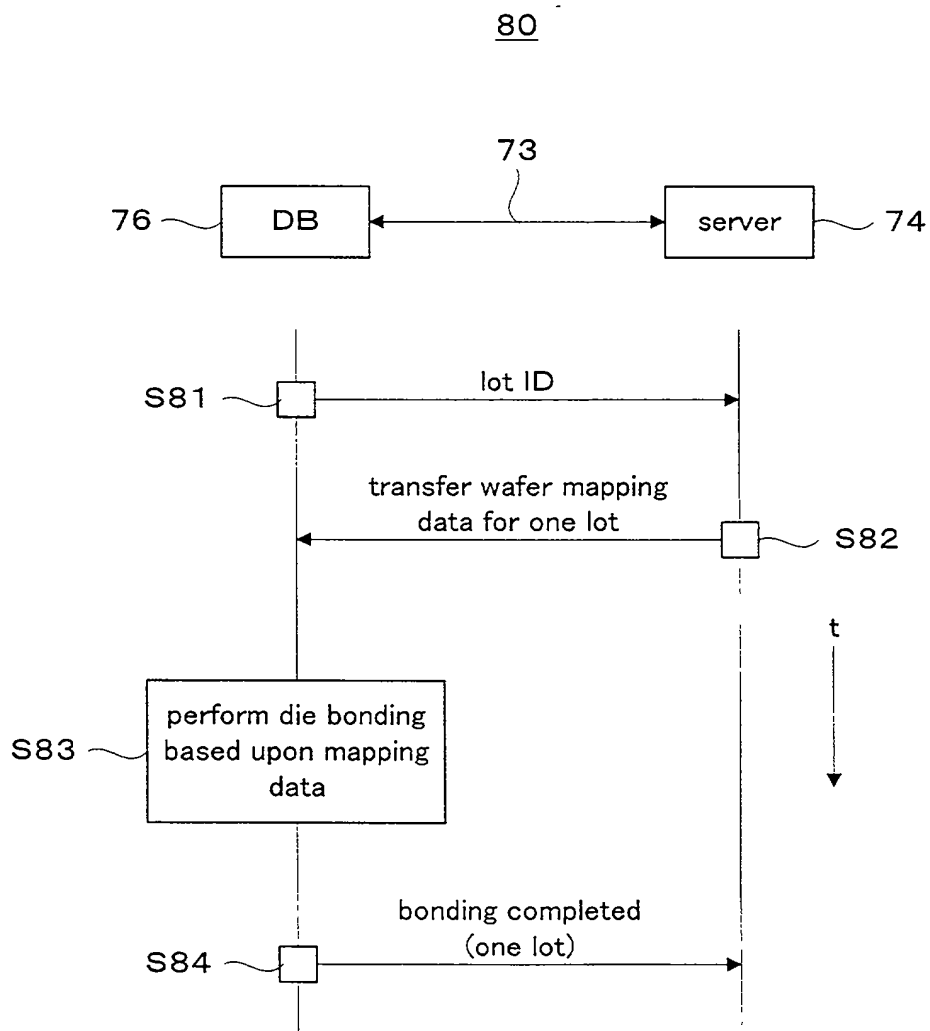 80
73
76
DB
server
74
S81
lot ID
transfer wafer mapping
data for one lot
S82
t
S83
perform die bonding
based upon mapping
data
bonding completed
(one lot)
S84